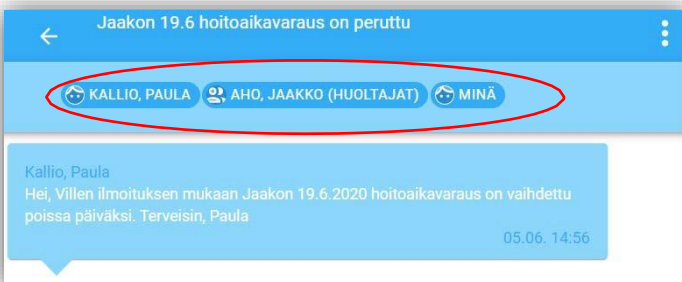 Jaakon 19.6 hoitoaikavaraus on peruttu
KALLIO, PAULA AHO, JAAKKO (HUOLTAJAT) MINÄ
Kallio, Paula
Hei, Villen ilmoituksen mukaan Jaakon 19.6.2020 hoitoaikavaraus on vaihdettu
poissa päiväksi. Terveisin, Paula
05.06. 14:56